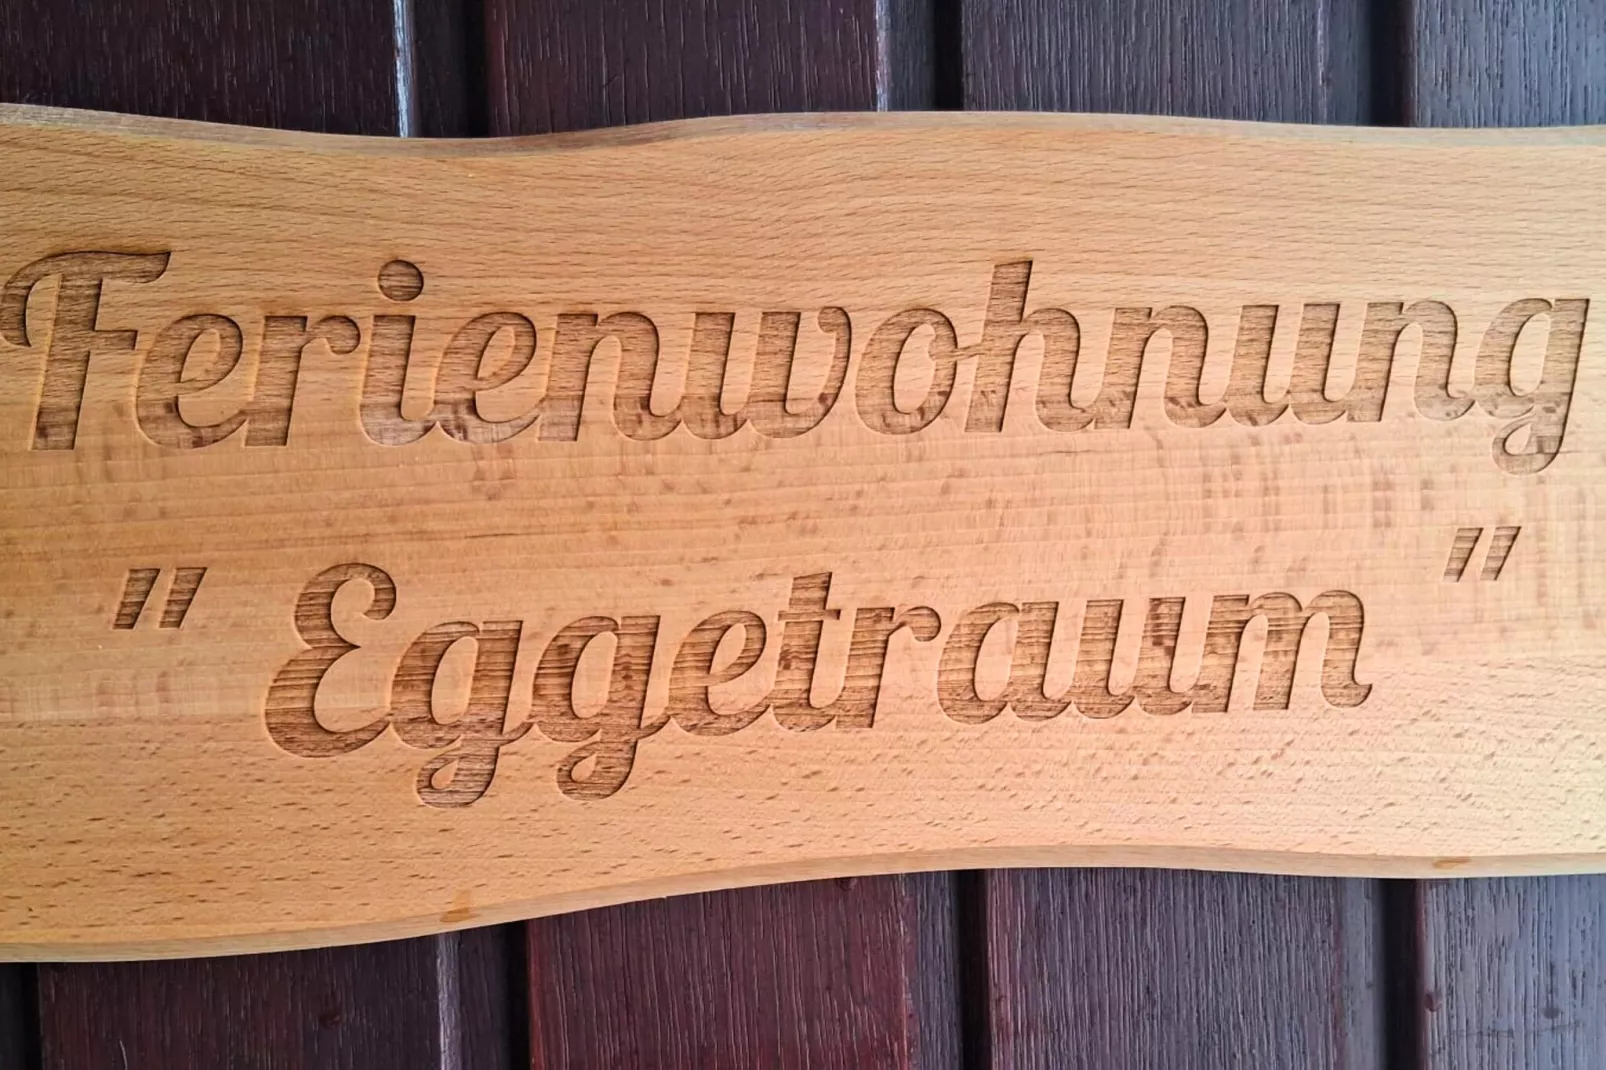 Ferienwohnung
" Eggetraum "